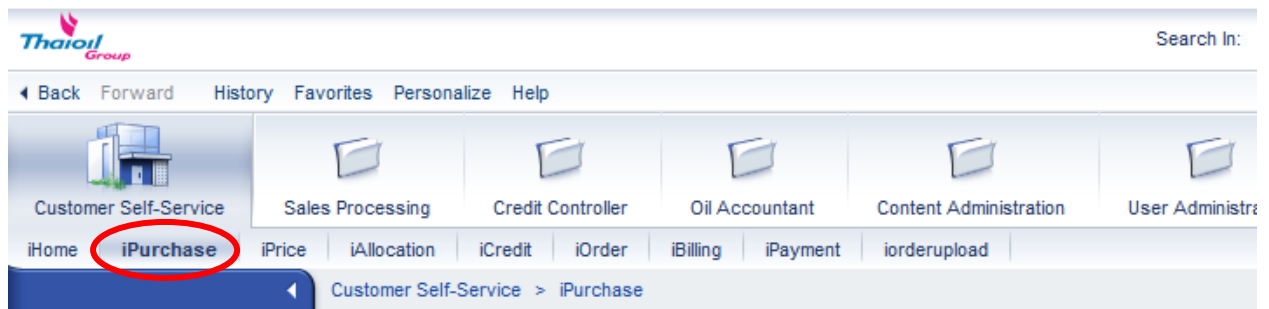 Thaioil
Group
Search In:
Back Forward History Favorites Personalize Help
Customer Self-Service Sales Processing Credit Controller Oil Accountant Content Administration User Administra
iHome iPurchase iPrice iAllocation iCredit iOrder iBilling iPayment iorderupload
Customer Self-Service > iPurchase